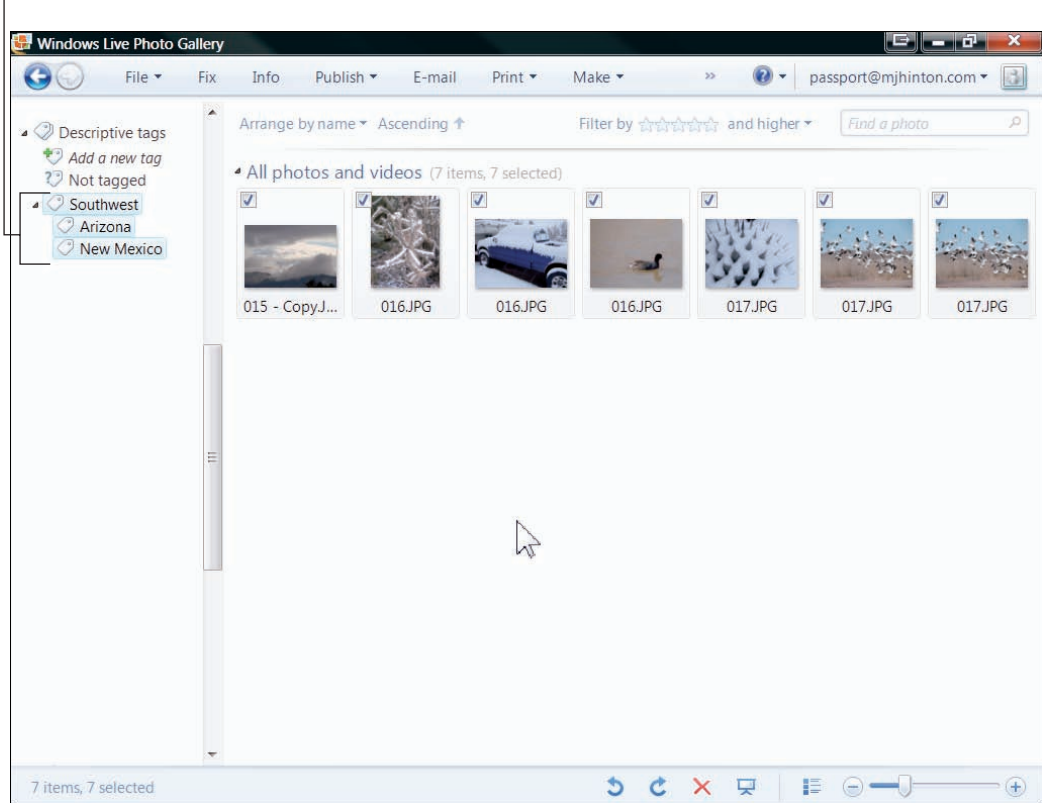 Windows Live Photo Gallery
File Fix Info Publish E-mail Print Make » ? passport@mjhinton.com
Descriptive tags
Add a new tag
Not tagged
Southwest
Arizona
New Mexico
Arrange by name Ascending Filter by and higher Find a photo
All photos and videos (7 items, 7 selected)
015 - Copy.J... 016.JPG 016.JPG 016.JPG 017.JPG 017.JPG 017.JPG
7 items, 7 selected